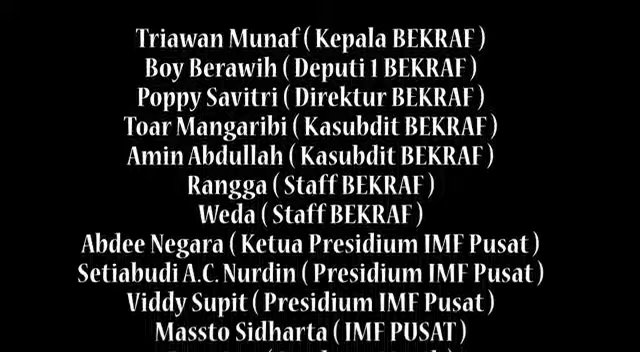 Triawan Munaf ( Kepala BEKRAF )
Boy Berawih ( Deputi 1 BEKRAF )
Poppy Savitri ( Direktur BEKRAF )
Toar Mangaribi ( Kasubdit BEKRAF )
Amin Abdullah ( Kasubdit BEKRAF )
Rangga ( Staff BEKRAF )
Weda ( Staff BEKRAF )
Abdee Negara ( Ketua Presidium IMF Pusat )
Setiabudi A.C. Nurdin ( Presidium IMF Pusat )
Viddy Supit ( Presidium IMF Pusat )
Massto Sidharta ( IMF PUSAT )